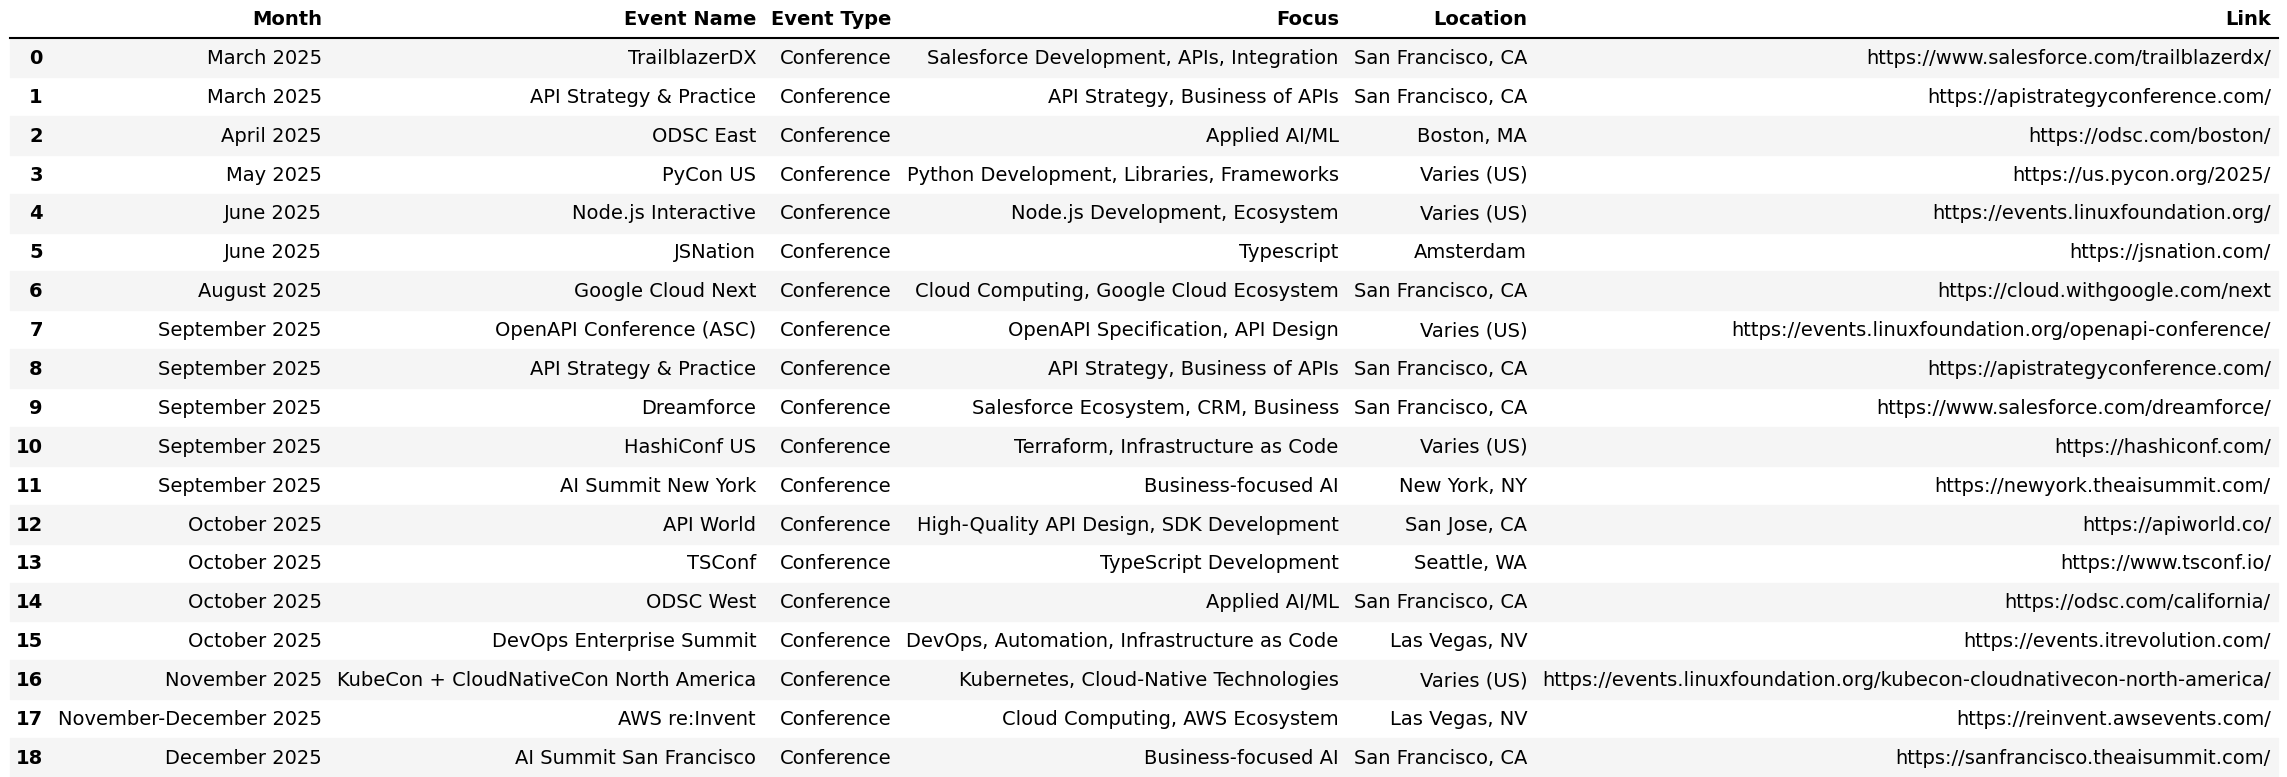 Month Event Name Event Type Focus Location Link
0 March 2025 TrailblazerDX Conference Salesforce Development, APIs, Integration San Francisco, CA https://www.salesforce.com/trailblazerdx/
1 March 2025 API Strategy & Practice Conference API Strategy, Business of APIs San Francisco, CA https://apistrategyconference.com/
2 April 2025 ODSC East Conference Applied AI/ML Boston, MA https://odsc.com/boston/
3 May 2025 PyCon US Conference Python Development, Libraries, Frameworks Varies (US) https://us.pycon.org/2025/
4 June 2025 Node.js Interactive Conference Node.js Development, Ecosystem Varies (US) https://events.linuxfoundation.org/
5 June 2025 JSNation Conference Typescript Amsterdam https://jsnation.com/
6 August 2025 Google Cloud Next Conference Cloud Computing, Google Cloud Ecosystem San Francisco, CA https://cloud.withgoogle.com/next
7 September 2025 OpenAPI Conference (ASC) Conference OpenAPI Specification, API Design Varies (US) https://events.linuxfoundation.org/openapi-conference/
8 September 2025 API Strategy & Practice Conference API Strategy, Business of APIs San Francisco, CA https://apistrategyconference.com/
9 September 2025 Dreamforce Conference Salesforce Ecosystem, CRM, Business San Francisco, CA https://www.salesforce.com/dreamforce/
10 September 2025 HashiConf US Conference Terraform, Infrastructure as Code Varies (US) https://hashiconf.com/
11 September 2025 AI Summit New York Conference Business-focused AI New York, NY https://newyork.theaisummit.com/
12 October 2025 API World Conference High-Quality API Design, SDK Development San Jose, CA https://apiworld.co/
13 October 2025 TSConf Conference TypeScript Development Seattle, WA https://www.tsconf.io/
14 October 2025 ODSC West Conference Applied AI/ML San Francisco, CA https://odsc.com/california/
15 October 2025 DevOps Enterprise Summit Conference DevOps, Automation, Infrastructure as Code Las Vegas, NV https://events.itrevolution.com/
16 November 2025 KubeCon + CloudNativeCon North America Conference Kubernetes, Cloud-Native Technologies Varies (US) https://events.linuxfoundation.org/kubecon-cloudnativecon-north-america/
17 November-December 2025 AWS re:Invent Conference Cloud Computing, AWS Ecosystem Las Vegas, NV https://reinvent.awsevents.com/
18 December 2025 AI Summit San Francisco Conference Business-focused AI San Francisco, CA https://sanfrancisco.theaisummit.com/